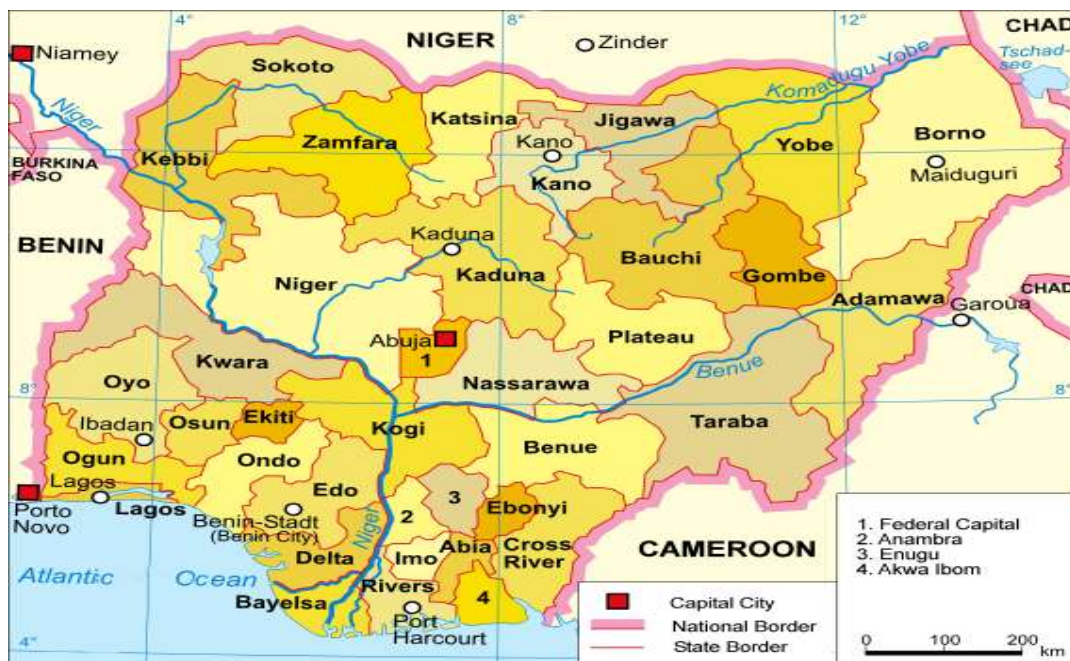 4°
8°
12°
CHAD
NIGER
Zinder
Niamey
Tschad-
see
Sokoto
Komadugu Yobe
Niger
Katsina
Jigawa
Zamfara
Yobe
Borno
Kano
Kebbi
BURKINA
FASO
Maiduguri
Kano
Kaduna
BENIN
Bauchi
Niger
Kaduna
Gombe
CHAD
Adamawa
Garoua
Abuja
1
Plateau
Kwara
Benue
Nassarawa
8°
8°
Oyo
Taraba
Ibadan
Osun
Ekiti
Kogi
Benue
Ogun
Ondo
Lagos
Edo
3
Ebonyi
Porto
Novo
Lagos
Benin-Stadt
(Benin City)
Niger
2
Imo
Abia
Cross
River
CAMEROON
Delta
Atlantic Ocean
Bayelsa
Rivers
4
Port
Harcourt
4°
1. Federal Capital
2. Anambra
3. Enugu
4. Akwa Ibom
Capital City
National Border
State Border
0 100 200
km